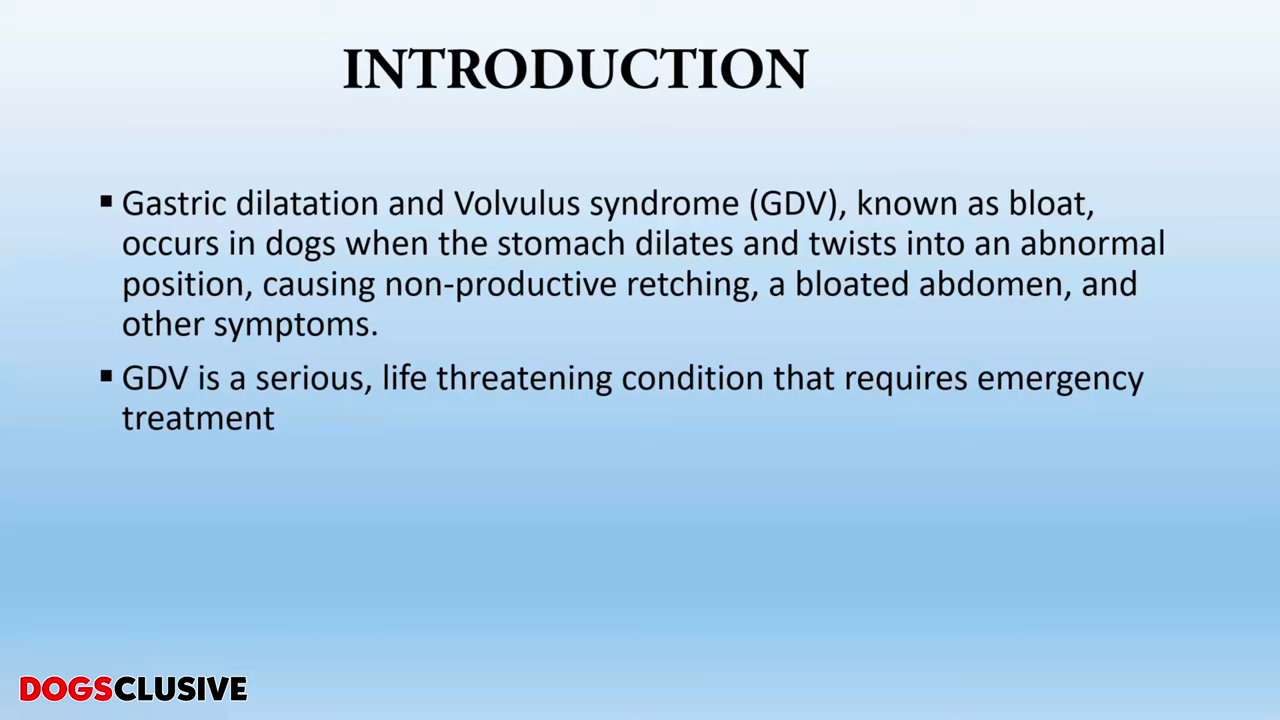 INTRODUCTION
▪ Gastric dilatation and Volvulus syndrome (GDV), known as bloat,
occurs in dogs when the stomach dilates and twists into an abnormal
position, causing non-productive retching, a bloated abdomen, and
other symptoms.
▪ GDV is a serious, life threatening condition that requires emergency
treatment
DOGSCLUSIVE